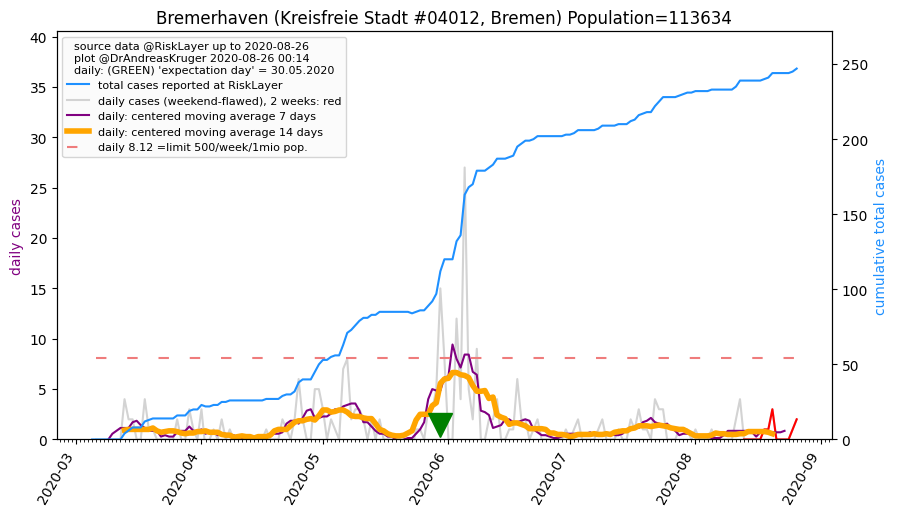 Bremerhaven (Kreisfreie Stadt #04012, Bremen) Population=113634
source data @RiskLayer up to 2020-08-26
plot @DrAndreasKruger 2020-08-26 00:14
daily: (GREEN) 'expectation day' = 30.05.2020
total cases reported at RiskLayer
daily cases (weekend-flawed), 2 weeks: red
daily: centered moving average 7 days
daily: centered moving average 14 days
daily 8.12 =limit 500/week/1mio pop.
daily cases
40
35
30
25
20
15
10
5
0
cumulative total cases
250
200
150
100
50
0
2020-03
2020-04
2020-05
2020-06
2020-07
2020-08
2020-09